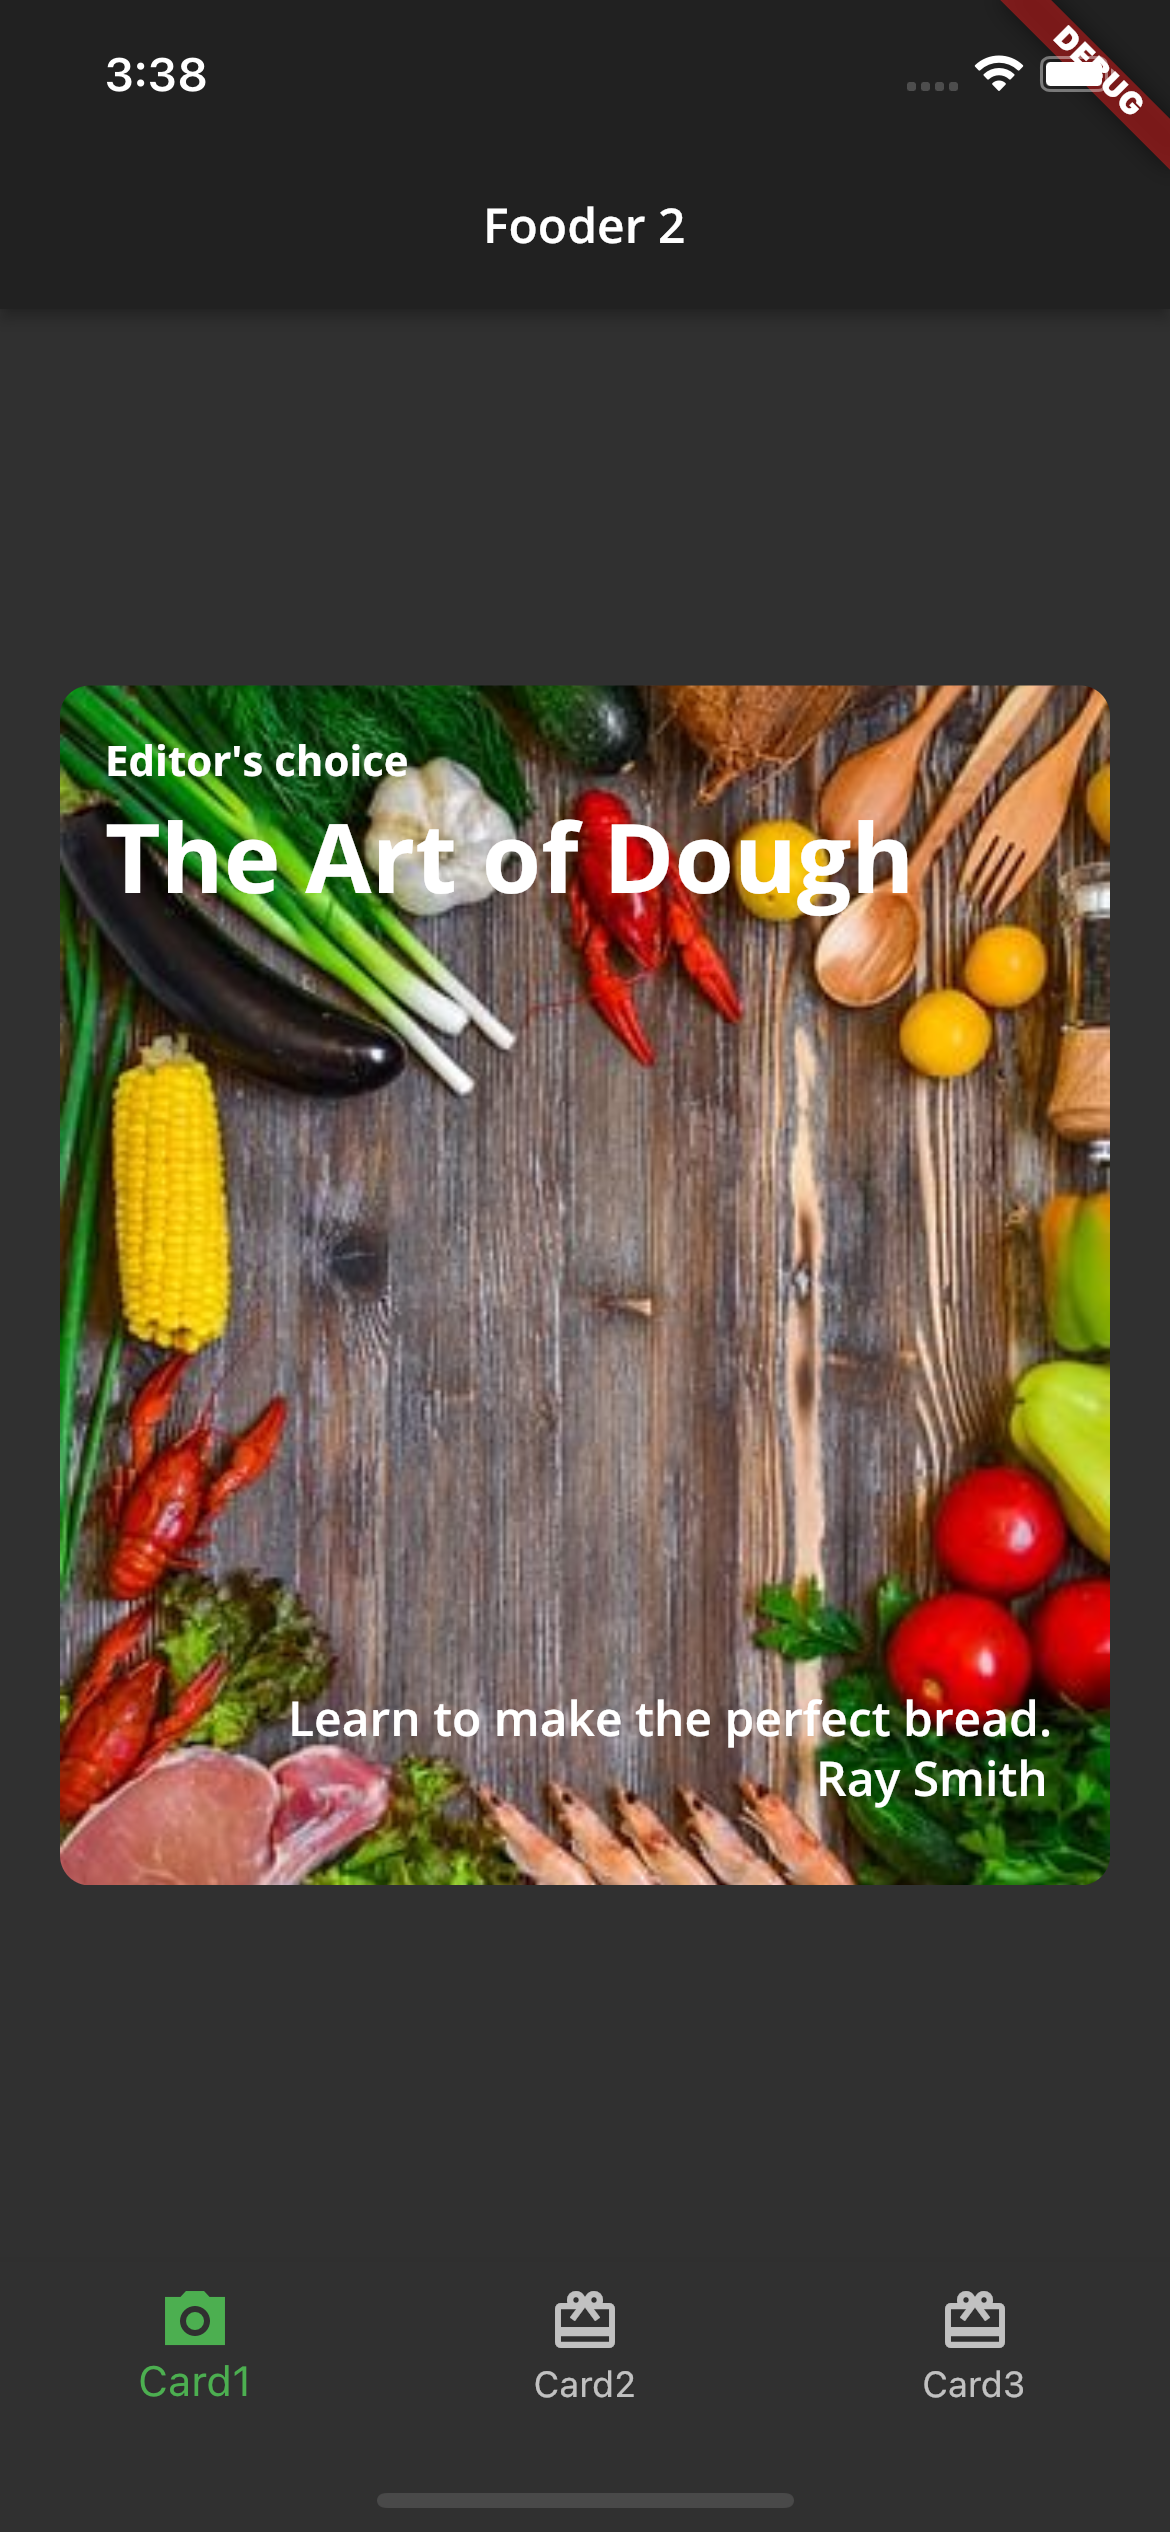 3:38
DEBUG
Fooder 2
Editor's choice
The Art of Dough
Learn to make the perfect bread.
Ray Smith
Card1
Card2
Card3